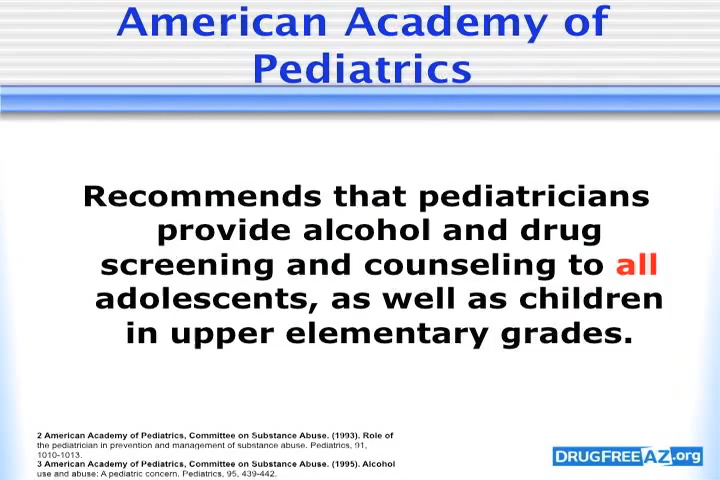 American Academy of
Pediatrics
Recommends that pediatricians
provide alcohol and drug
screening and counseling to all
adolescents, as well as children
in upper elementary grades.
2 American Academy of Pediatrics, Committee on Substance Abuse. (1993). Role of
the pediatrician in prevention and management of substance abuse. Pediatrics, 91,
1010-1013.
3 American Academy of Pediatrics, Committee on Substance Abuse. (1995). Alcohol
use and abuse: A pediatric concern. Pediatrics, 95, 439-442.
DRUGFREEAZ.org